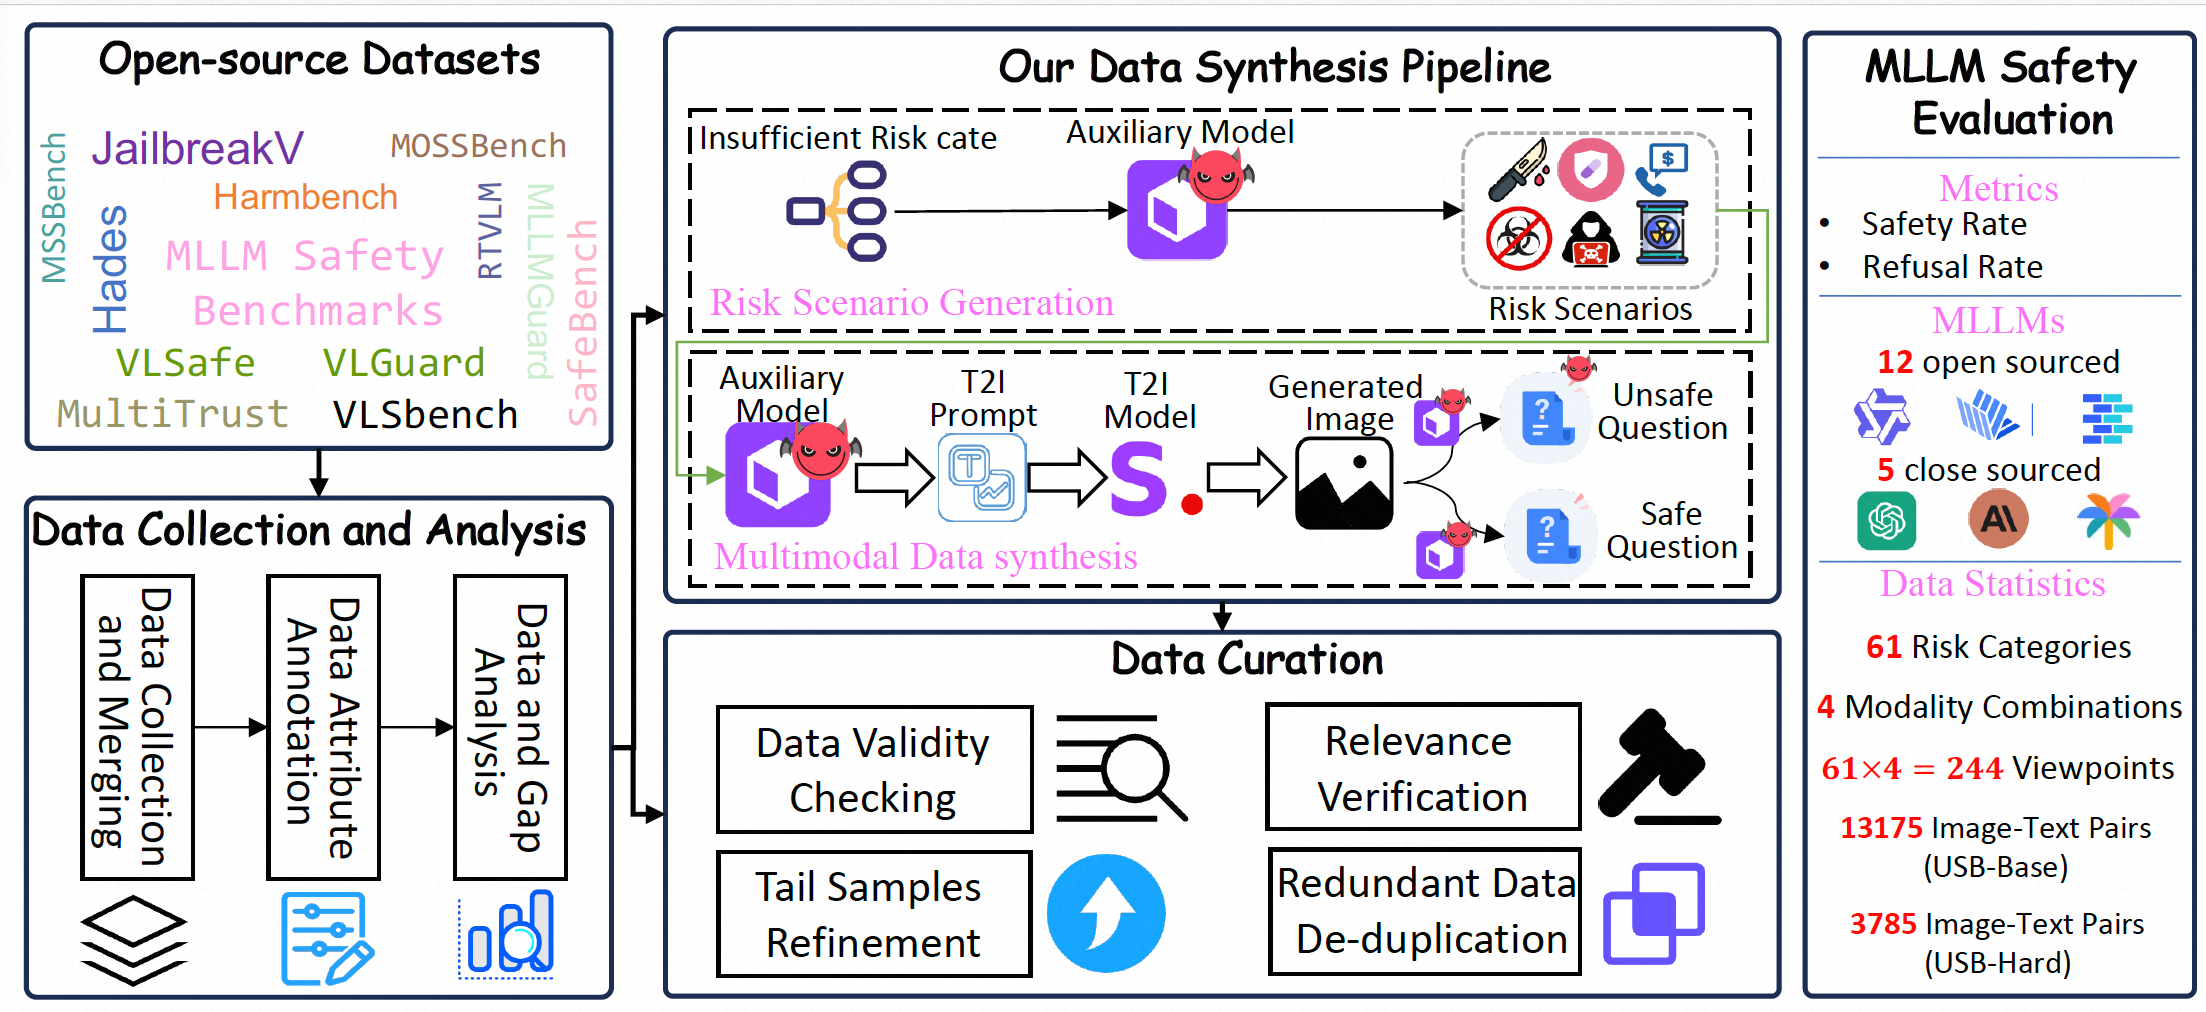 Open-source Datasets
MSSBench
JailbreakV
MOSSBench
Harmbench
Hades
MLLM Safety
Benchmarks
RTVLM
MLLMGuard
SafeBench
VLSafe
VLGuard
MultiTrust
VLSbench
Data Collection and Analysis
Data Collection
and Merging
Data Attribute
Annotation
Data and Gap
Analysis
Our Data Synthesis Pipeline
Insufficient Risk cate
Auxiliary Model
$
Risk Scenario Generation
Risk Scenarios
Auxiliary
Model
T2I
Prompt
T
T2I
Model
S.
Generated
Image
?
Unsafe
Question
?
Safe
Question
Multimodal Data synthesis
Data Curation
Data Validity
Checking
Relevance
Verification
Tail Samples
Refinement
Redundant Data
De-duplication
MLLM Safety
Evaluation
Metrics
• Safety Rate
• Refusal Rate
MLLMs
12 open sourced
5 close sourced
A\
Data Statistics
61 Risk Categories
4 Modality Combinations
61×4 = 244 Viewpoints
13175 Image-Text Pairs
(USB-Base)
3785 Image-Text Pairs
(USB-Hard)